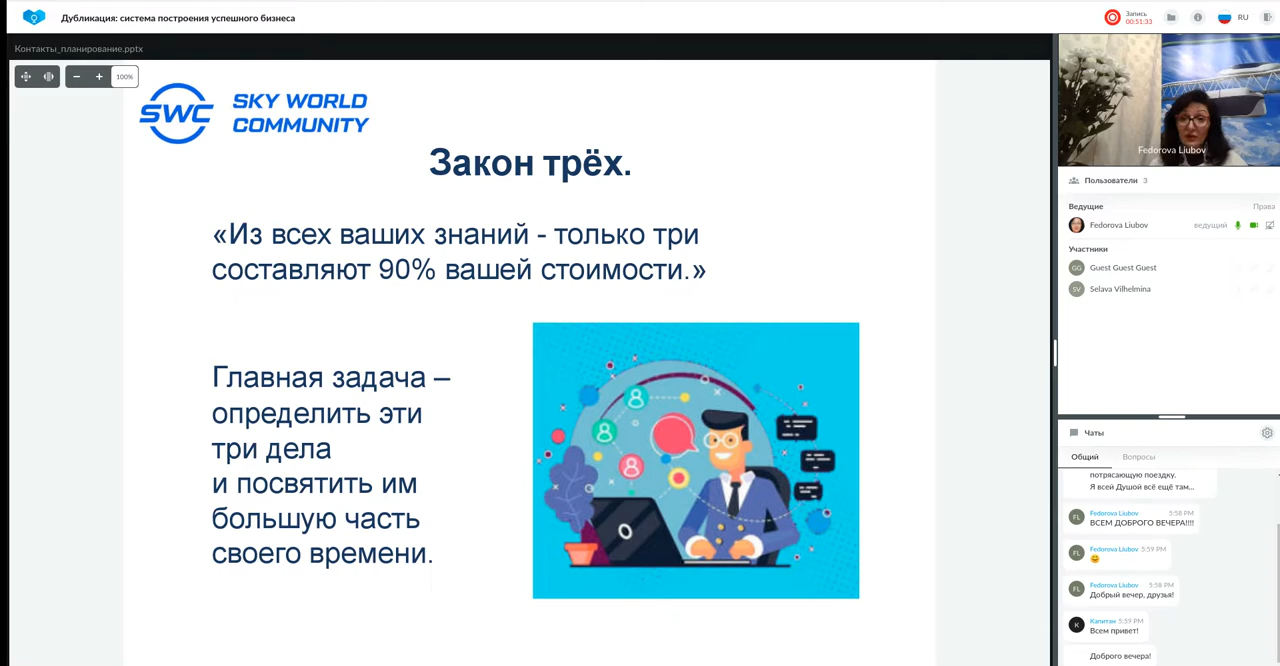 Дубликация: система построения успешного бизнеса
Запись
00:51:33
RU
Контакты_планирование.pptx
100%
SWC
SKY WORLD
COMMUNITY
Закон трёх.
«Из всех ваших знаний - только три
составляют 90% вашей стоимости.»
Главная задача –
определить эти
три дела
и посвятить им
большую часть
своего времени.
Fedorova Liubov
Пользователи 3
Ведущие Права
Fedorova Liubov ведущий
Участники
GG Guest Guest Guest
SV Selava Vilhelmina
Чаты
Общий Вопросы
потрясающую поездку.
Я всей Душой всё ещё там...
FL Fedorova Liubov 5:58 PM
ВСЕМ ДОБРОГО ВЕЧЕРА!!!!
FL Fedorova Liubov 5:59 PM
😊
FL Fedorova Liubov 5:58 PM
Добрый вечер, друзья!
К Капитан 5:59 PM
Всем привет!
Доброго вечера!